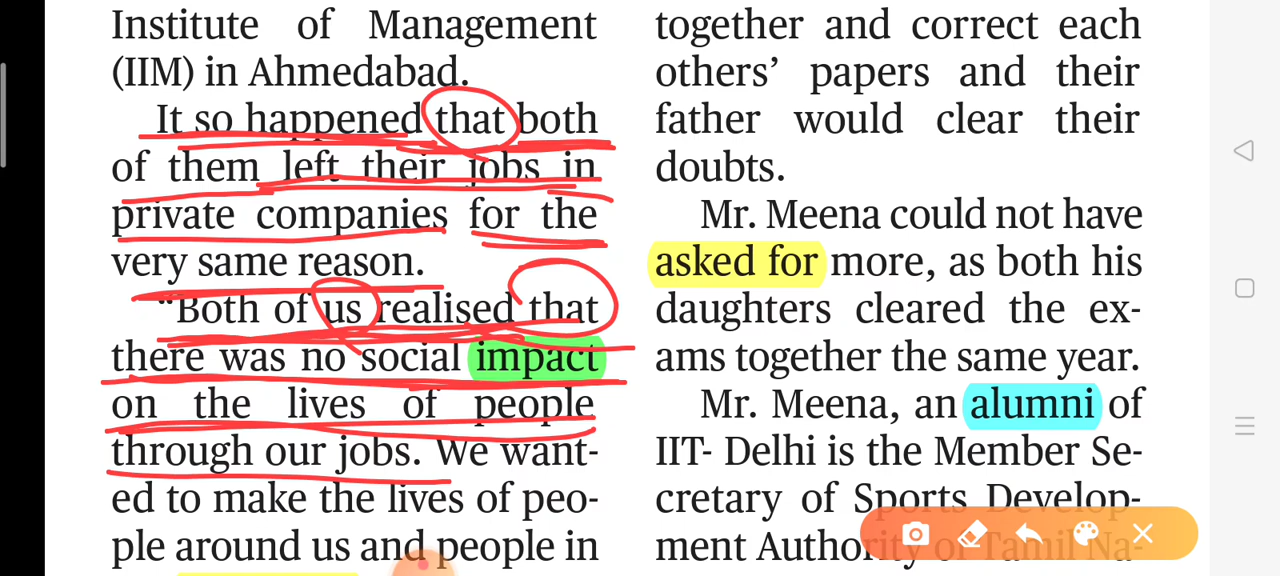 Institute of Management
(IIM) in Ahmedabad.
It so happened that both
of them left their jobs in
private companies for the
very same reason.
"Both of us realised that
there was no social impact
on the lives of people
through our jobs. We want-
ed to make the lives of peo-
ple around us and people in
together and correct each
others' papers and their
father would clear their
doubts.
Mr. Meena could not have
asked for more, as both his
daughters cleared the ex-
ams together the same year.
Mr. Meena, an alumni of
IIT- Delhi is the Member Se-
cretary of Sports Develop-
ment Authority of Tamil Na-